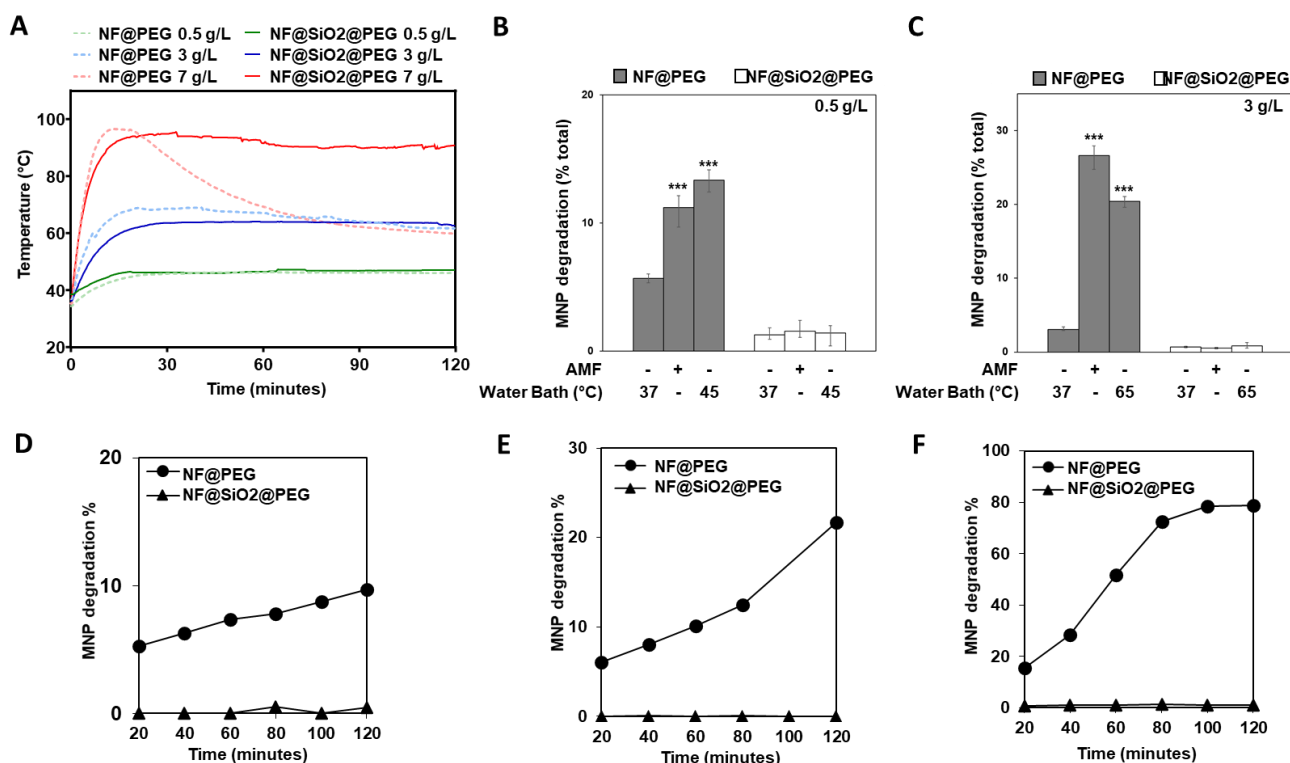 A
NF@PEG 0.5 g/L NF@SiO2@PEG 0.5 g/L
NF@PEG 3 g/L NF@SiO2@PEG 3 g/L
NF@PEG 7 g/L NF@SiO2@PEG 7 g/L
Temperature (°C)
100
80
60
40
20
0 30 60 90 120
Time (minutes)
B
NF@PEG NF@SiO2@PEG
0.5 g/L
MNP degradation (% total)
20
10
0
*** ***
AMF - + - - + -
Water Bath (°C) 37 - 45 37 - 45
C
NF@PEG NF@SiO2@PEG
3 g/L
MNP dergradation (% total)
30
20
10
0
*** ***
AMF - + - - + -
Water Bath (°C) 37 - 65 37 - 65
D
NF@PEG
NF@SiO2@PEG
MNP degradation %
20
10
0
20 40 60 80 100 120
Time (minutes)
E
NF@PEG
NF@SiO2@PEG
MNP degradation %
30
20
10
0
20 40 60 80 100 120
Time (minutes)
F
NF@PEG
NF@SiO2@PEG
MNP degradation %
100
80
60
40
20
0
20 40 60 80 100 120
Time (minutes)